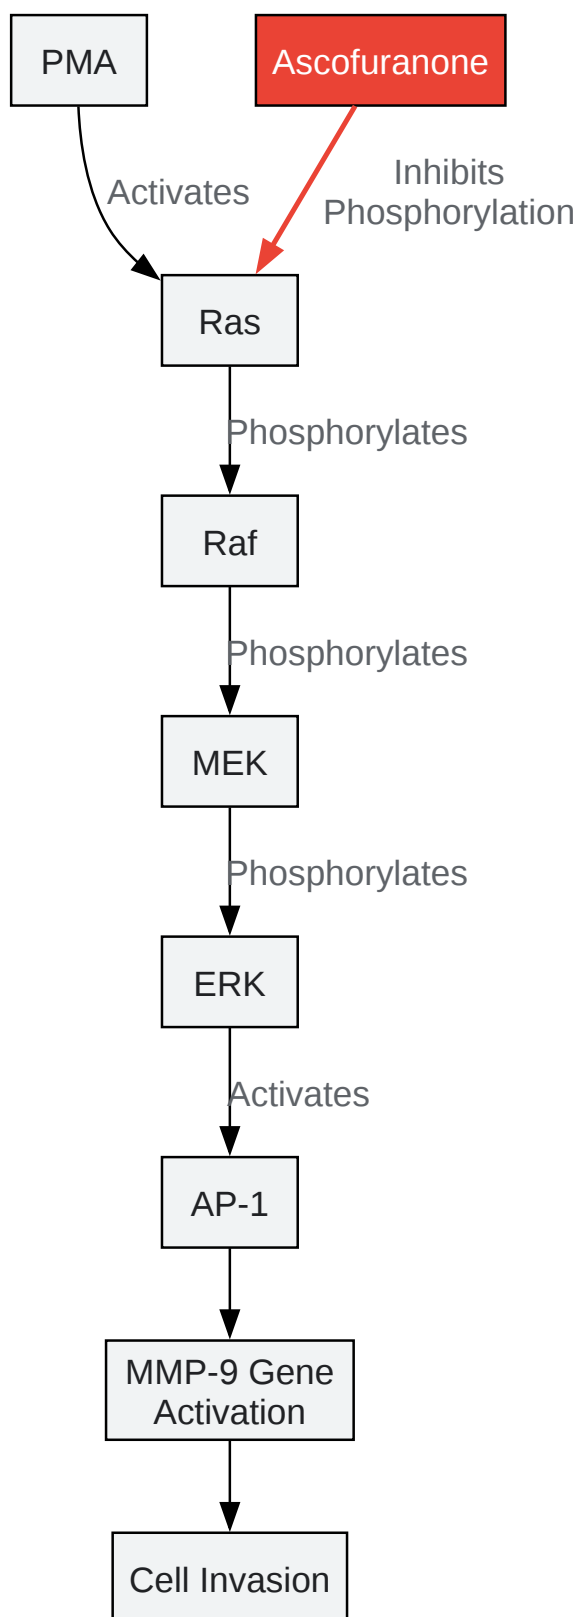 PMA
Ascofuranone
Activates
Inhibits
Phosphorylation
Ras
Phosphorylates
Raf
Phosphorylates
MEK
Phosphorylates
ERK
Activates
AP-1
MMP-9 Gene
Activation
Cell Invasion